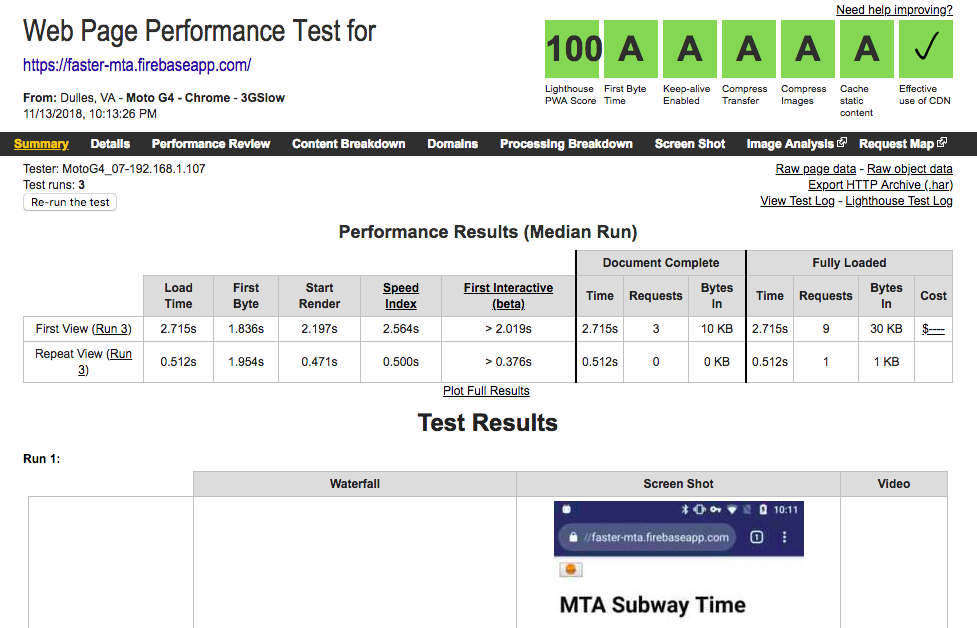 Need help improving?
Web Page Performance Test for
https://faster-mta.firebaseapp.com/
From: Dulles, VA - Moto G4 - Chrome - 3GSlow
11/13/2018, 10:13:26 PM
100 A A A A A ✓
Lighthouse PWA Score
First Byte Time
Keep-alive Enabled
Compress Transfer
Compress Images
Cache static content
Effective use of CDN
Summary Details Performance Review Content Breakdown Domains Processing Breakdown Screen Shot Image Analysis Request Map
Tester: MotoG4_07-192.168.1.107
Test runs: 3
Re-run the test
Raw page data - Raw object data
Export HTTP Archive (.har)
View Test Log - Lighthouse Test Log
Performance Results (Median Run)
Document Complete Fully Loaded
Load Time First Byte Start Render Speed Index First Interactive (beta) Time Requests Bytes In Time Requests Bytes In Cost
First View (Run 3) 2.715s 1.836s 2.197s 2.564s > 2.019s 2.715s 3 10 KB 2.715s 9 30 KB $----
Repeat View (Run 3) 0.512s 1.954s 0.471s 0.500s > 0.376s 0.512s 0 0 KB 0.512s 1 1 KB
Plot Full Results
Test Results
Run 1:
Waterfall Screen Shot Video
10:11
//faster-mta.firebaseapp.com 1
MTA Subway Time